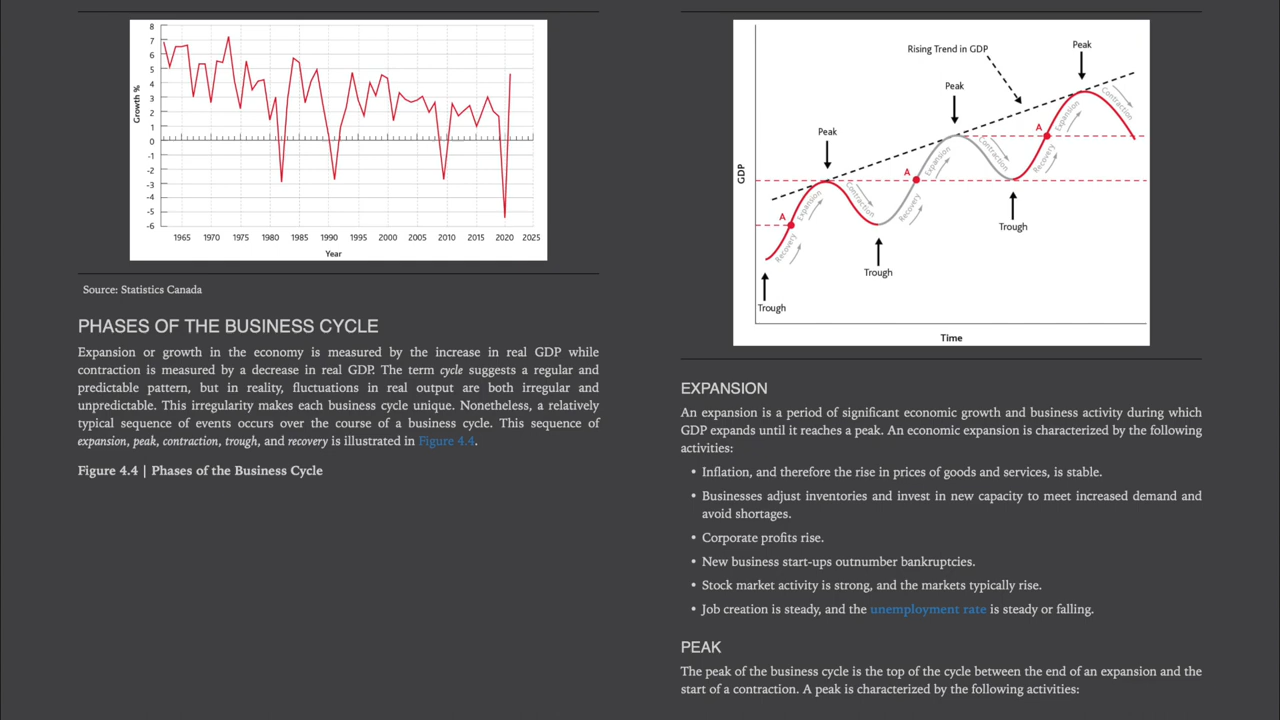 8
7
6
5
4
3
2
1
0
-1
-2
-3
-4
-5
-6
Growth %
1965 1970 1975 1980 1985 1990 1995 2000 2005 2010 2015 2020 2025
Year
Source: Statistics Canada
PHASES OF THE BUSINESS CYCLE
Expansion or growth in the economy is measured by the increase in real GDP while
contraction is measured by a decrease in real GDP. The term cycle suggests a regular and
predictable pattern, but in reality, fluctuations in real output are both irregular and
unpredictable. This irregularity makes each business cycle unique. Nonetheless, a relatively
typical sequence of events occurs over the course of a business cycle. This sequence of
expansion, peak, contraction, trough, and recovery is illustrated in Figure 4.4.
Figure 4.4 | Phases of the Business Cycle
Rising Trend in GDP
Peak
Peak
Peak
GDP
A
A
A
Recovery
Expansion
Contraction
Recovery
Expansion
Contraction
Recovery
Expansion
Contraction
Trough
Trough
Trough
Time
EXPANSION
An expansion is a period of significant economic growth and business activity during which
GDP expands until it reaches a peak. An economic expansion is characterized by the following
activities:
• Inflation, and therefore the rise in prices of goods and services, is stable.
• Businesses adjust inventories and invest in new capacity to meet increased demand and
avoid shortages.
• Corporate profits rise.
• New business start-ups outnumber bankruptcies.
• Stock market activity is strong, and the markets typically rise.
• Job creation is steady, and the unemployment rate is steady or falling.
PEAK
The peak of the business cycle is the top of the cycle between the end of an expansion and the
start of a contraction. A peak is characterized by the following activities: